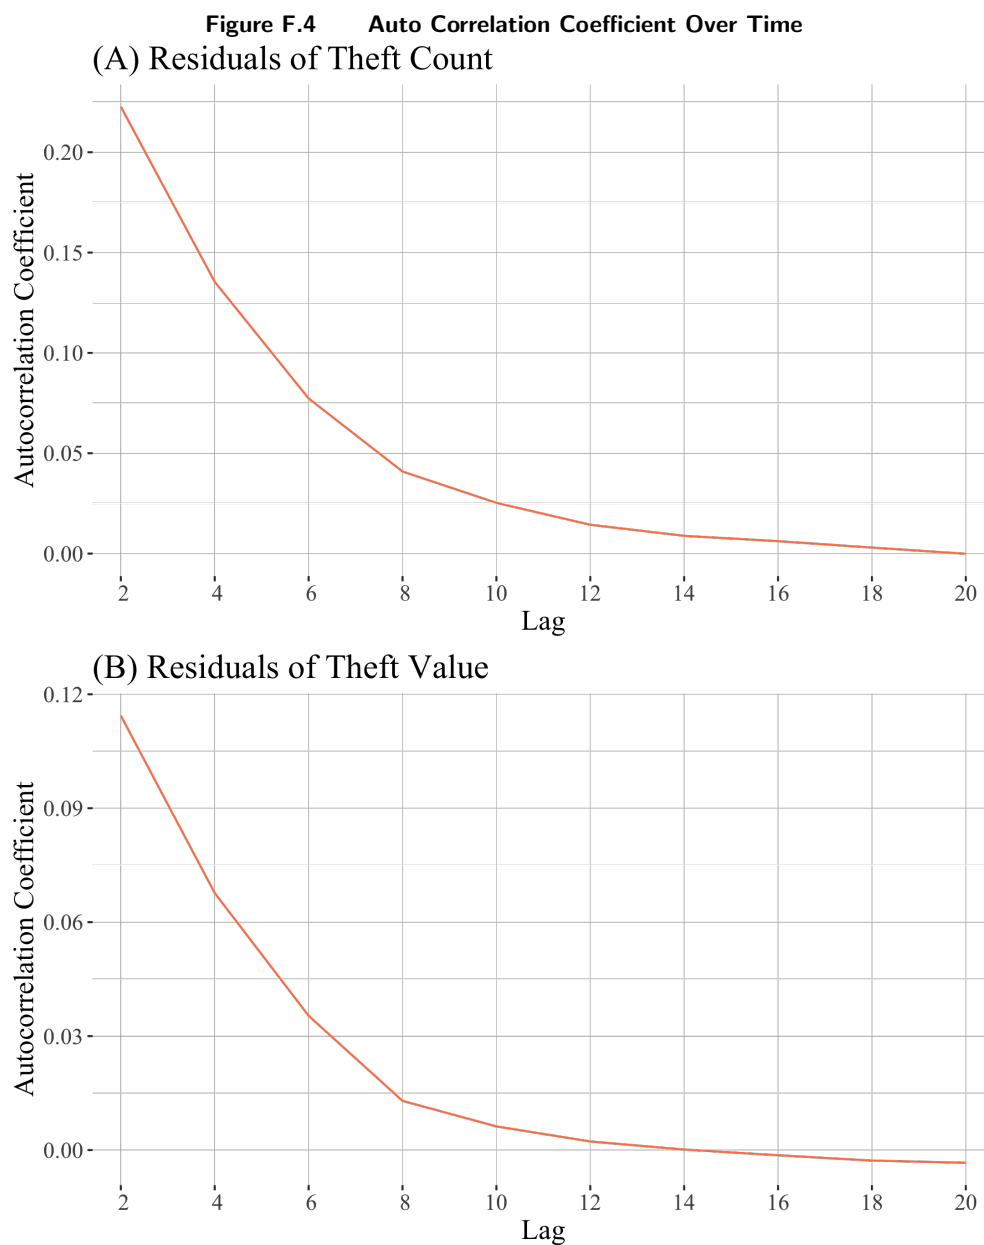 Figure F.4 Auto Correlation Coefficient Over Time
(A) Residuals of Theft Count
Autocorrelation Coefficient
0.20
0.15
0.10
0.05
0.00
2 4 6 8 10 12 14 16 18 20
Lag
(B) Residuals of Theft Value
Autocorrelation Coefficient
0.12
0.09
0.06
0.03
0.00
2 4 6 8 10 12 14 16 18 20
Lag